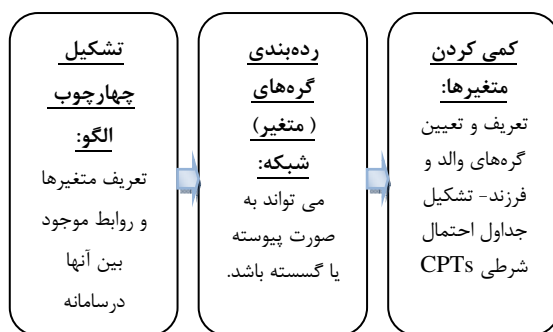 تشکیل
چهارچوب
الگو:
تعریف متغیرها
و روابط موجود
بین آنها
درسامانه
رده‌بندی
گره‌های
( متغیر)
شبکه:
می تواند به
صورت پیوسته
یا گسسته باشد.
کمی کردن
متغیرها:
تعریف و تعیین
گره‌های والد و
فرزند- تشکیل
جداول احتمال
شرطی CPTs